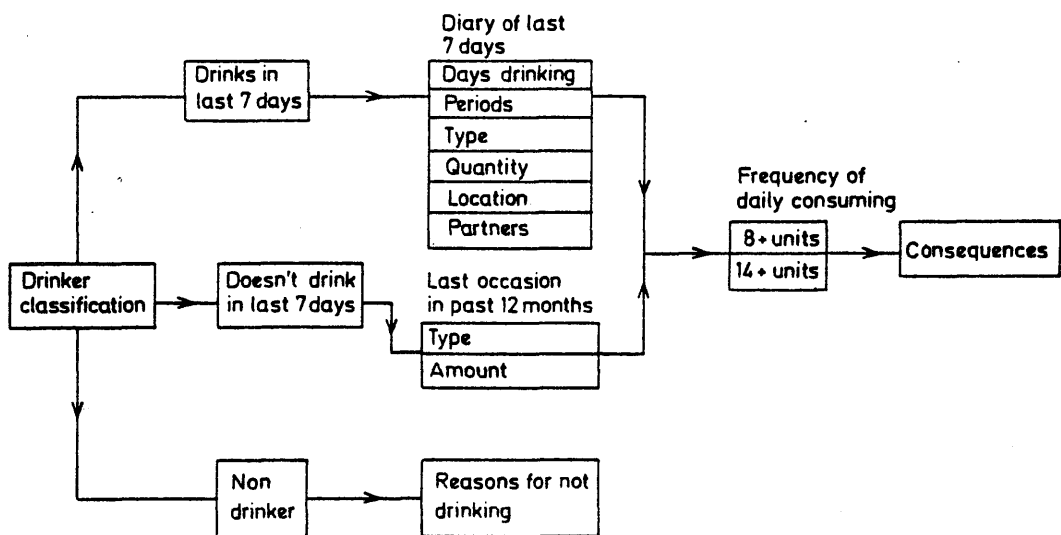 Diary of last
7 days
Drinks in
last 7 days
Days drinking
Periods
Type
Quantity
Location
Partners
Frequency of
daily consuming
8+ units
14+ units
Consequences
Drinker
classification
Doesn't drink
in last 7 days
Last occasion
in past 12 months
Type
Amount
Non
drinker
Reasons for not
drinking